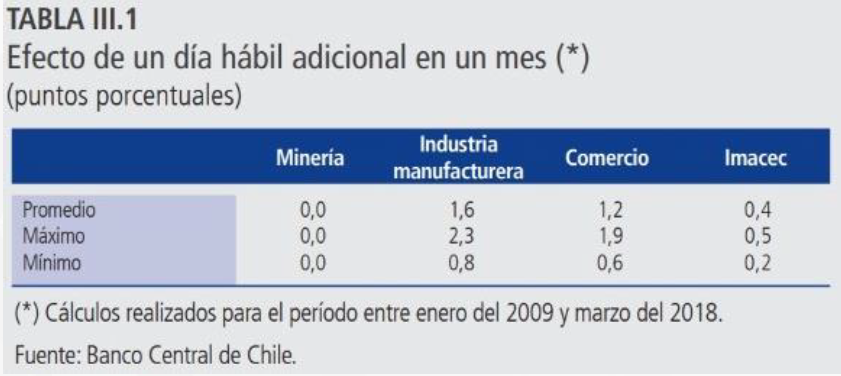 TABLA III.1
Efecto de un día hábil adicional en un mes (*)
(puntos porcentuales)
Minería Industria manufacturera Comercio Imacec
Promedio 0,0 1,6 1,2 0,4
Máximo 0,0 2,3 1,9 0,5
Mínimo 0,0 0,8 0,6 0,2
(*) Cálculos realizados para el período entre enero del 2009 y marzo del 2018.
Fuente: Banco Central de Chile.